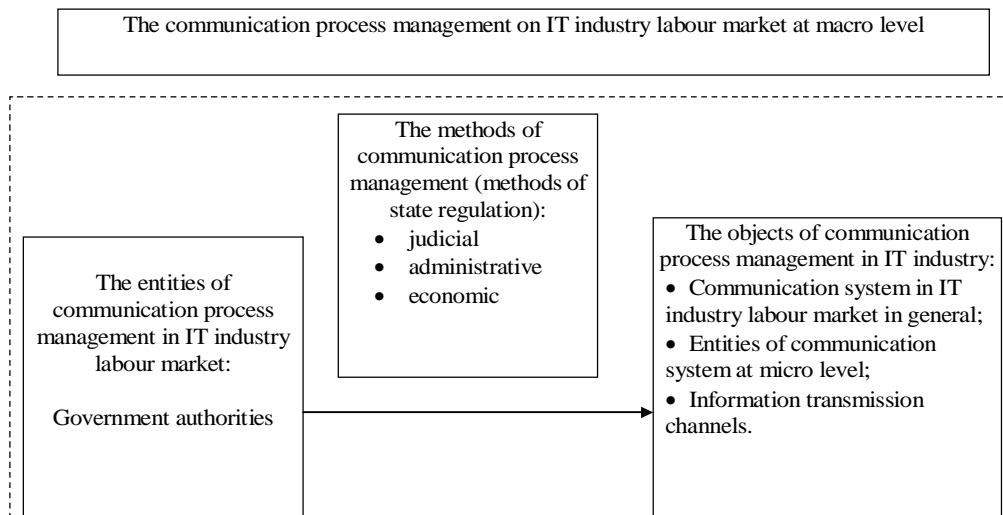 The communication process management on IT industry labour market at macro level
The methods of
communication process
management (methods of
state regulation):
• judicial
• administrative
• economic
The entities of
communication process
management in IT industry
labour market:
Government authorities
The objects of communication
process management in IT industry:
• Communication system in IT
industry labour market in general;
• Entities of communication
system at micro level;
• Information transmission
channels.